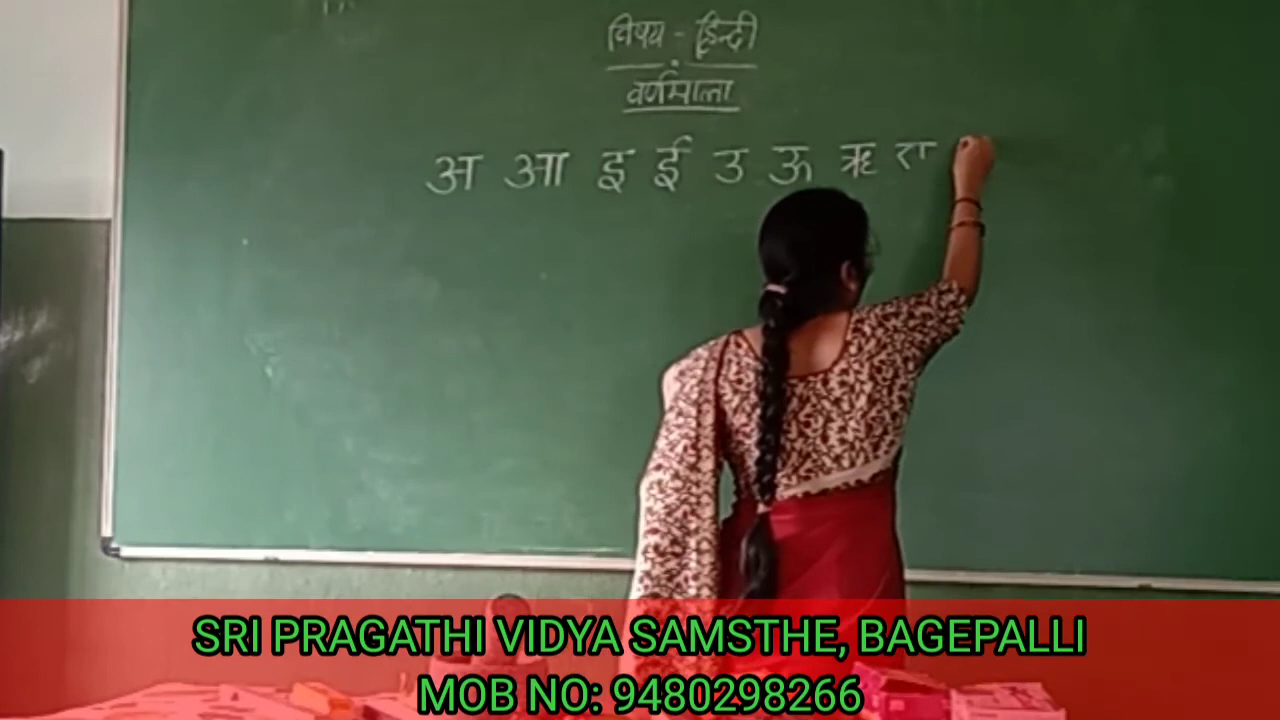 विषय - हिन्दी
वर्णमाला
अ आ इ ई उ ऊ ऋ
SRI PRAGATHI VIDYA SAMSTHE, BAGEPALLI
MOB NO: 9480298266